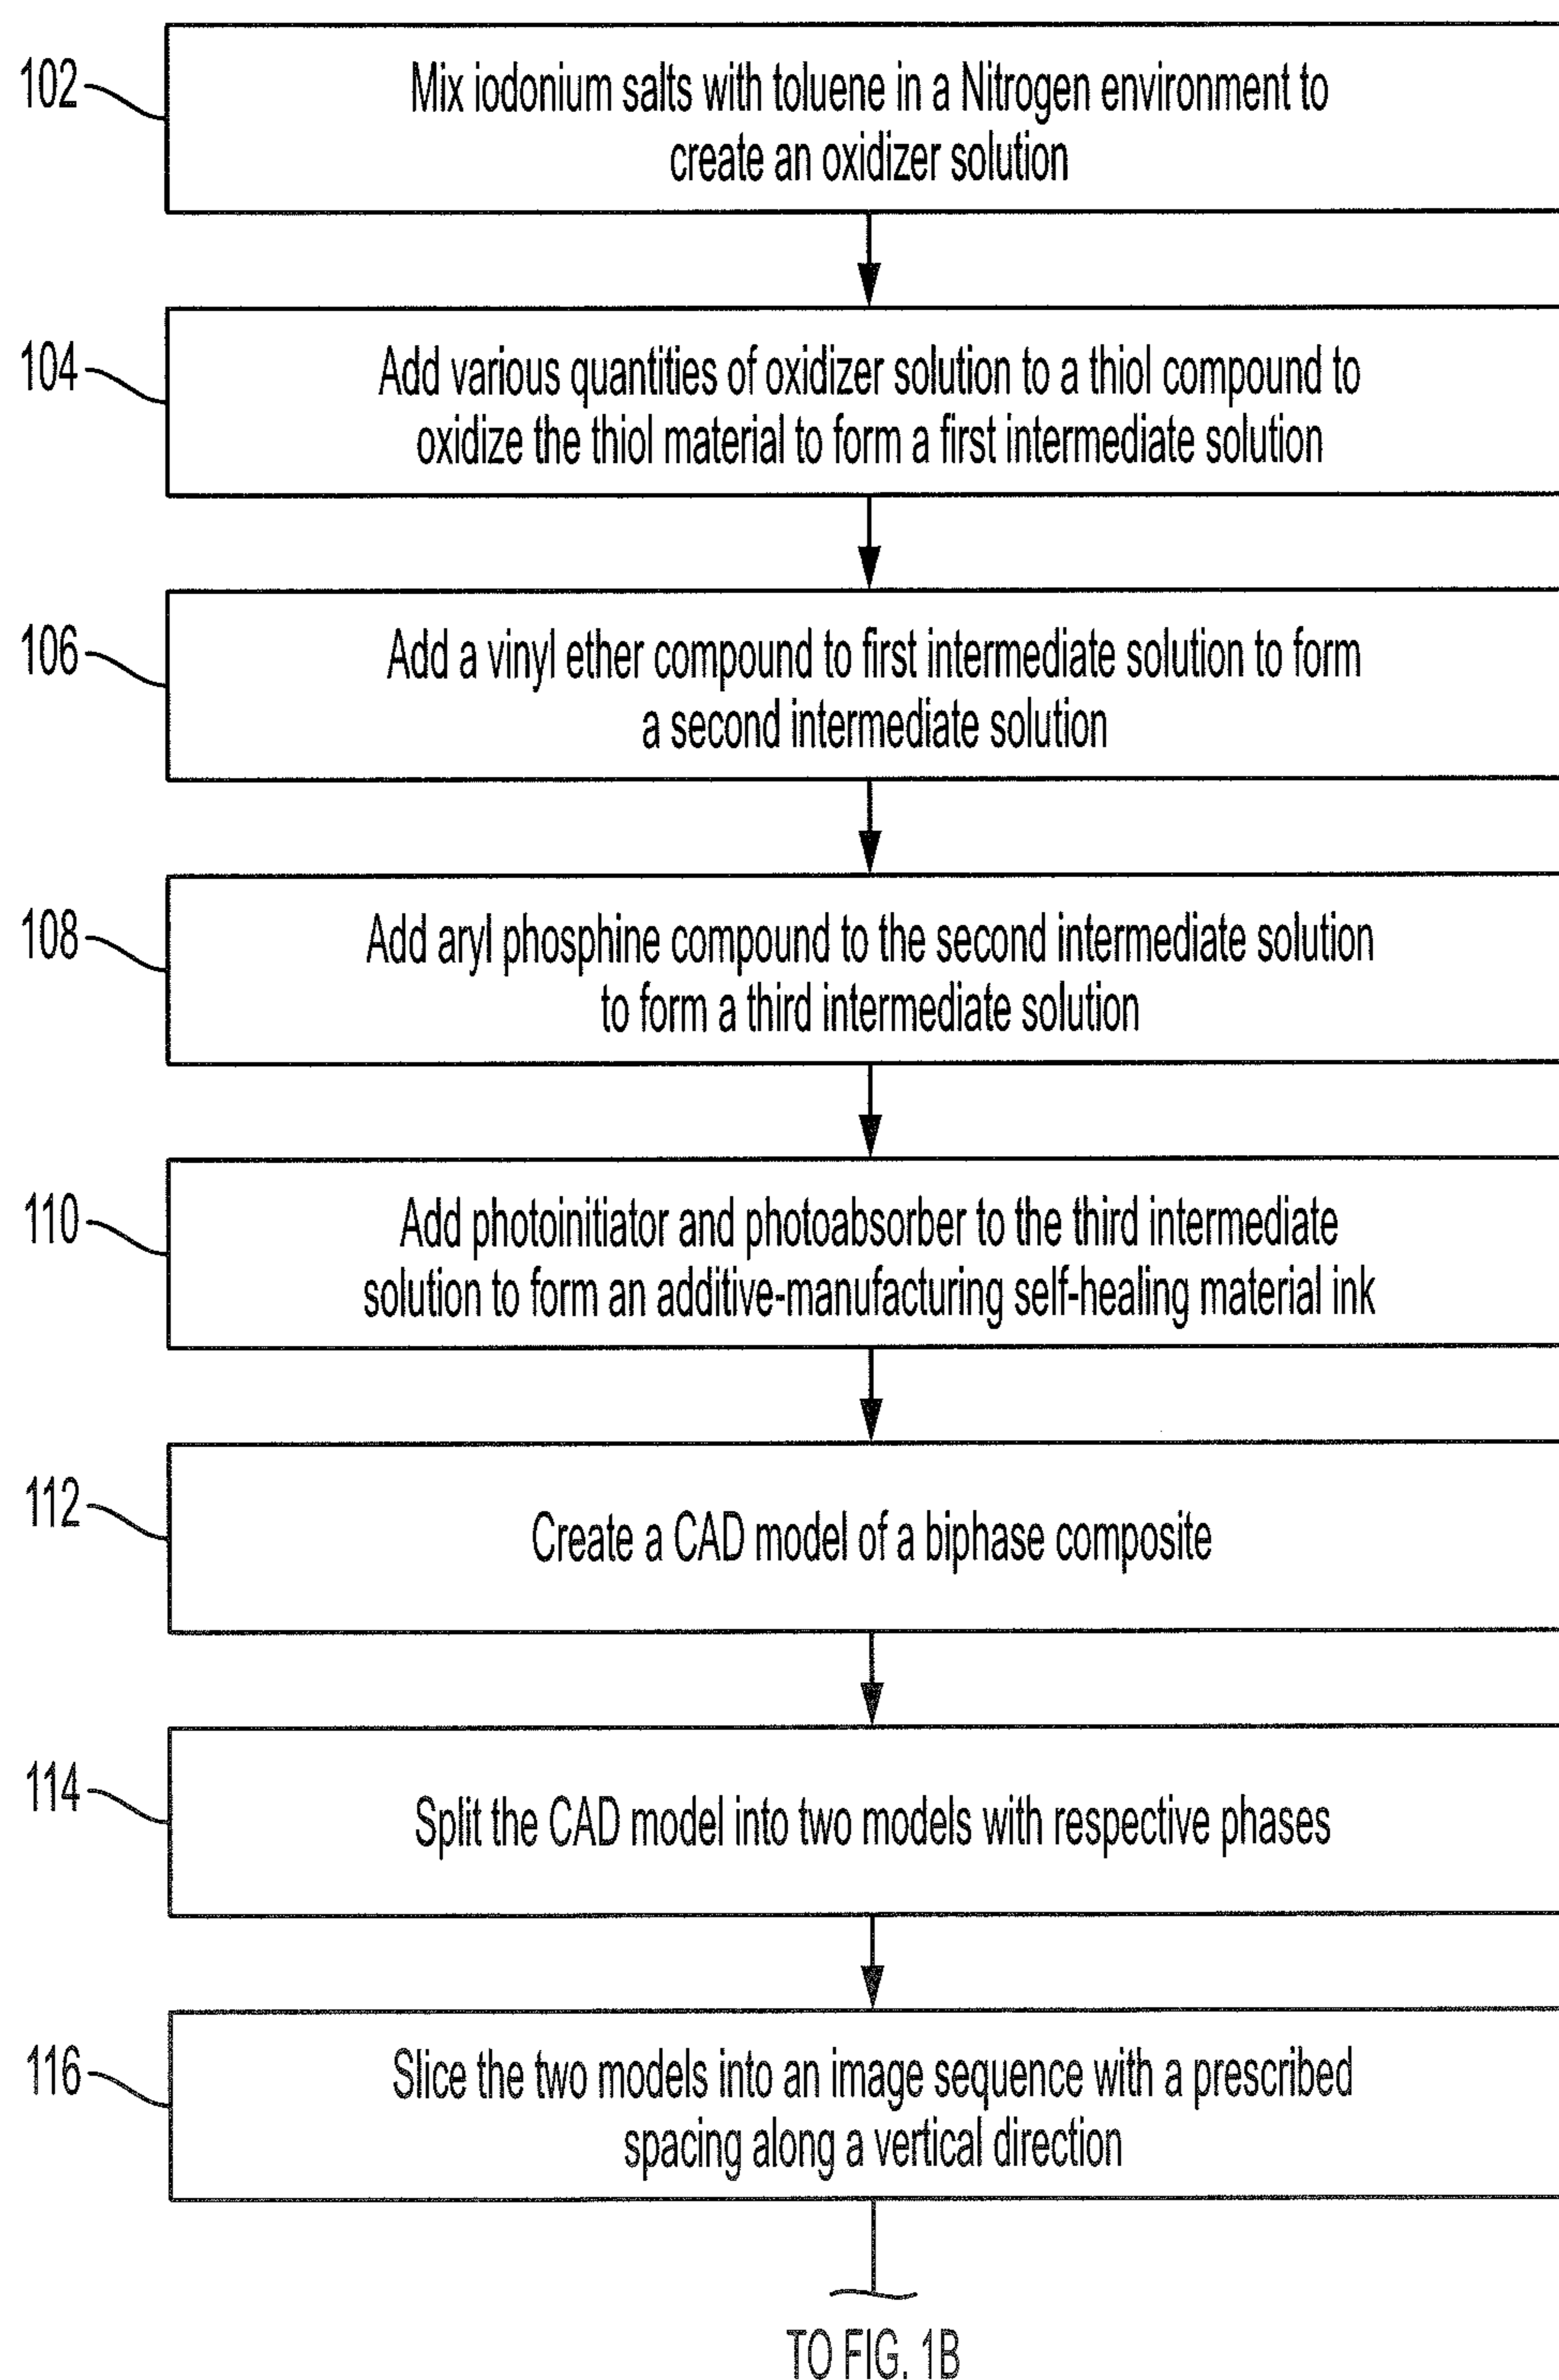 102
Mix iodonium salts with toluene in a Nitrogen environment to
create an oxidizer solution
104
Add various quantities of oxidizer solution to a thiol compound to
oxidize the thiol material to form a first intermediate solution
106
Add a vinyl ether compound to first intermediate solution to form
a second intermediate solution
108
Add aryl phosphine compound to the second intermediate solution
to form a third intermediate solution
110
Add photoinitiator and photoabsorber to the third intermediate
solution to form an additive-manufacturing self-healing material ink
112
Create a CAD model of a biphase composite
114
Split the CAD model into two models with respective phases
116
Slice the two models into an image sequence with a prescribed
spacing along a vertical direction
TO FIG. 1B